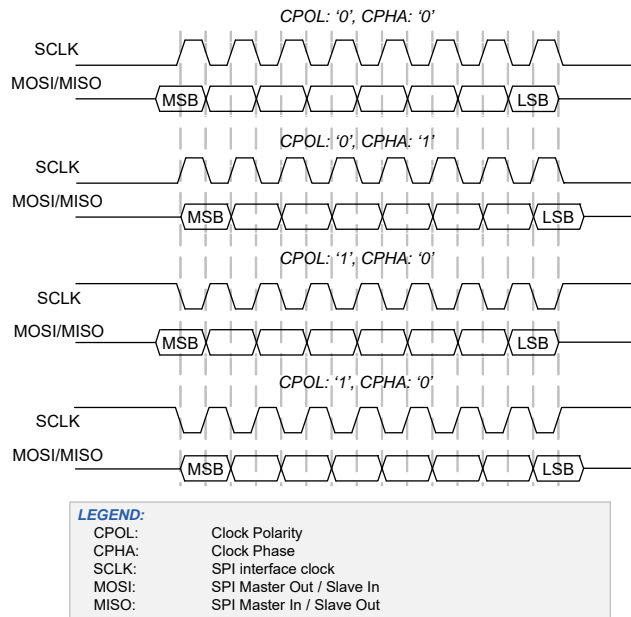 CPOL: ‘0’, CPHA: ‘0’
SCLK
MOSI/MISO
MSB LSB
CPOL: ‘0’, CPHA: ‘1’
SCLK
MOSI/MISO
MSB LSB
CPOL: ‘1’, CPHA: ‘0’
SCLK
MOSI/MISO
MSB LSB
CPOL: ‘1’, CPHA: ‘0’
SCLK
MOSI/MISO
MSB LSB
LEGEND:
CPOL: Clock Polarity
CPHA: Clock Phase
SCLK: SPI interface clock
MOSI: SPI Master Out / Slave In
MISO: SPI Master In / Slave Out